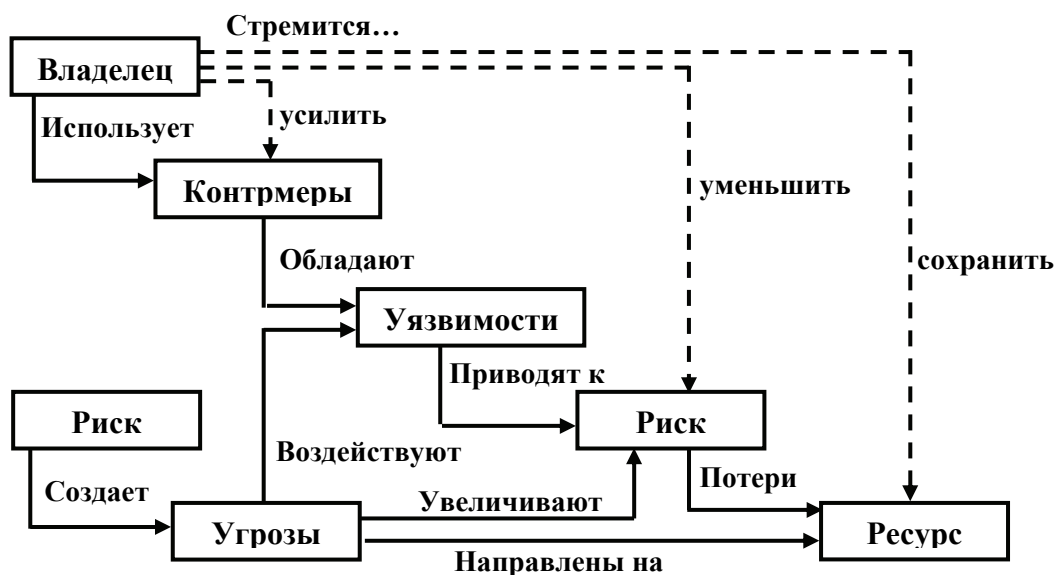 Стремится…
Владелец
Использует
усилить
Контрмеры
уменьшить
Обладают
сохранить
Уязвимости
Приводят к
Риск
Риск
Воздействуют
Потери
Создает
Увеличивают
Угрозы
Ресурс
Направлены на